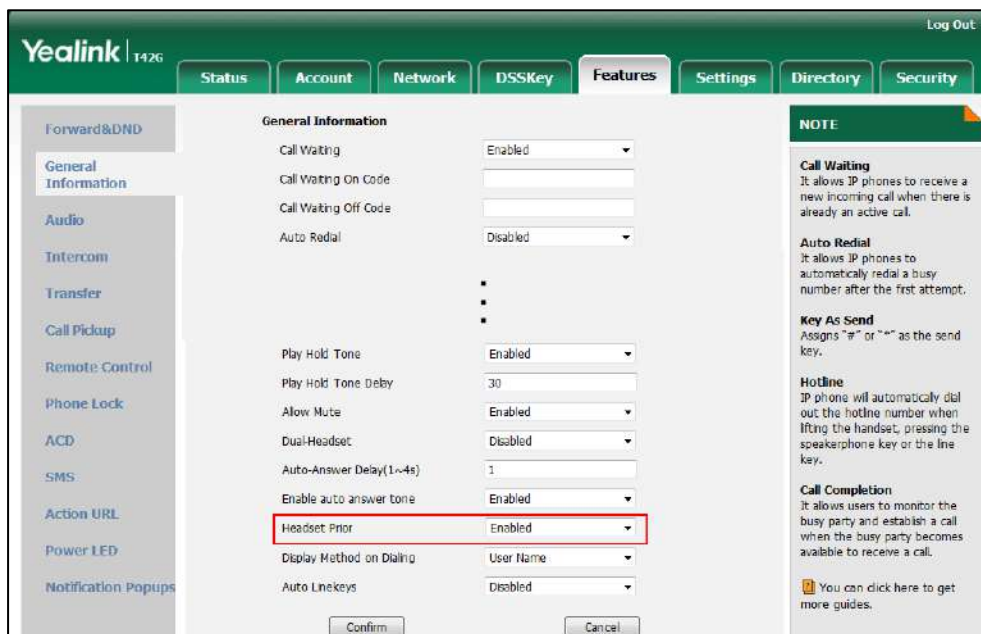 Log Out
Yealink T42G
Status Account Network DSSKey Features Settings Directory Security
Forward&DND
General
Information
Audio
Intercom
Transfer
Call Pickup
Remote Control
Phone Lock
ACD
SMS
Action URL
Power LED
Notification Popups
General Information
Call Waiting Enabled
Call Waiting On Code
Call Waiting Off Code
Auto Redial Disabled
Play Hold Tone Enabled
Play Hold Tone Delay 30
Allow Mute Enabled
Dual-Headset Disabled
Auto-Answer Delay(1~4s) 1
Enable auto answer tone Enabled
Headset Prior Enabled
Display Method on Dialing User Name
Auto Linekeys Disabled
Confirm Cancel
NOTE
Call Waiting
It allows IP phones to receive a
new incoming call when there is
already an active call.
Auto Redial
It allows IP phones to
automatically redial a busy
number after the first attempt.
Key As Send
Assigns "#" or "*" as the send
key.
Hotline
IP phone will automatically dial
out the hotline number when
lifting the handset, pressing the
speakerphone key or the line
key.
Call Completion
It allows users to monitor the
busy party and establish a call
when the busy party becomes
available to receive a call.
You can click here to get
more guides.